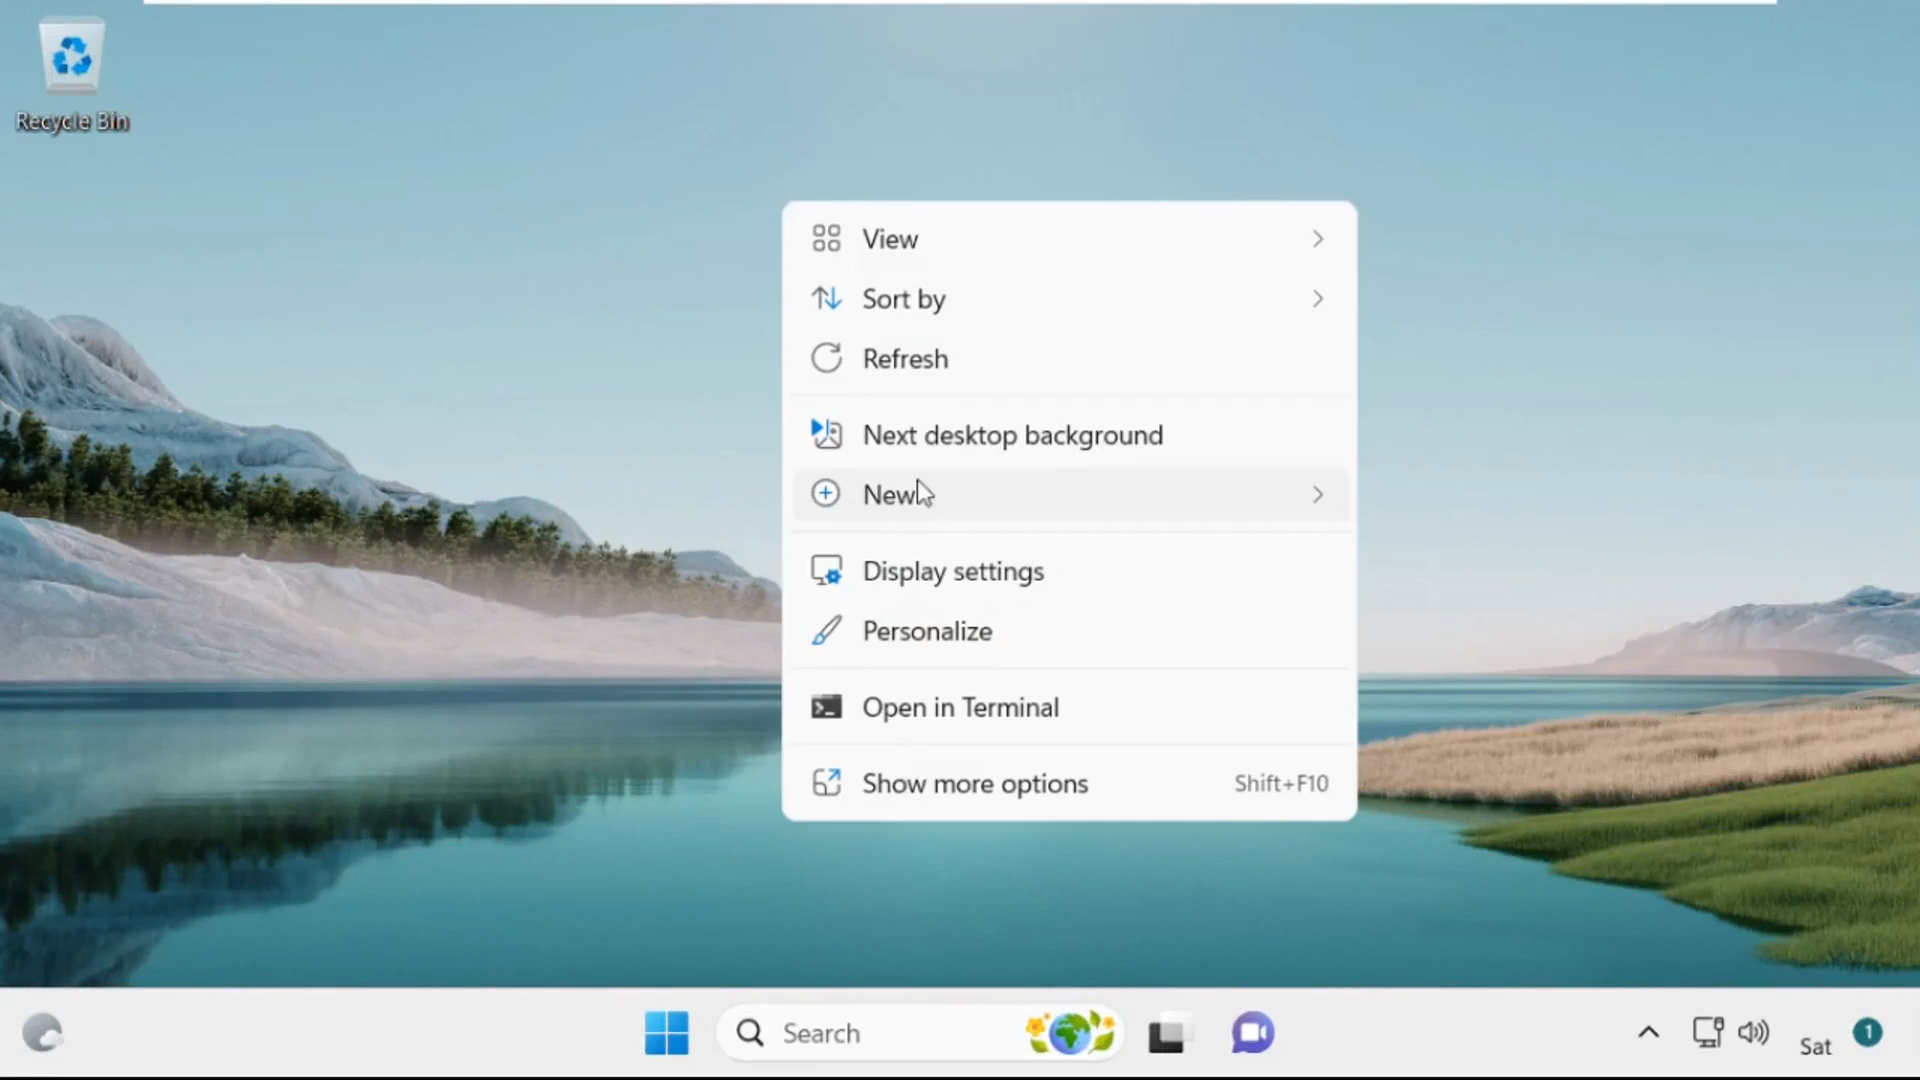 Recycle Bin
View
Sort by
Refresh
Next desktop background
New
Display settings
Personalize
Open in Terminal
Show more options Shift+F10
Search
Sat
1